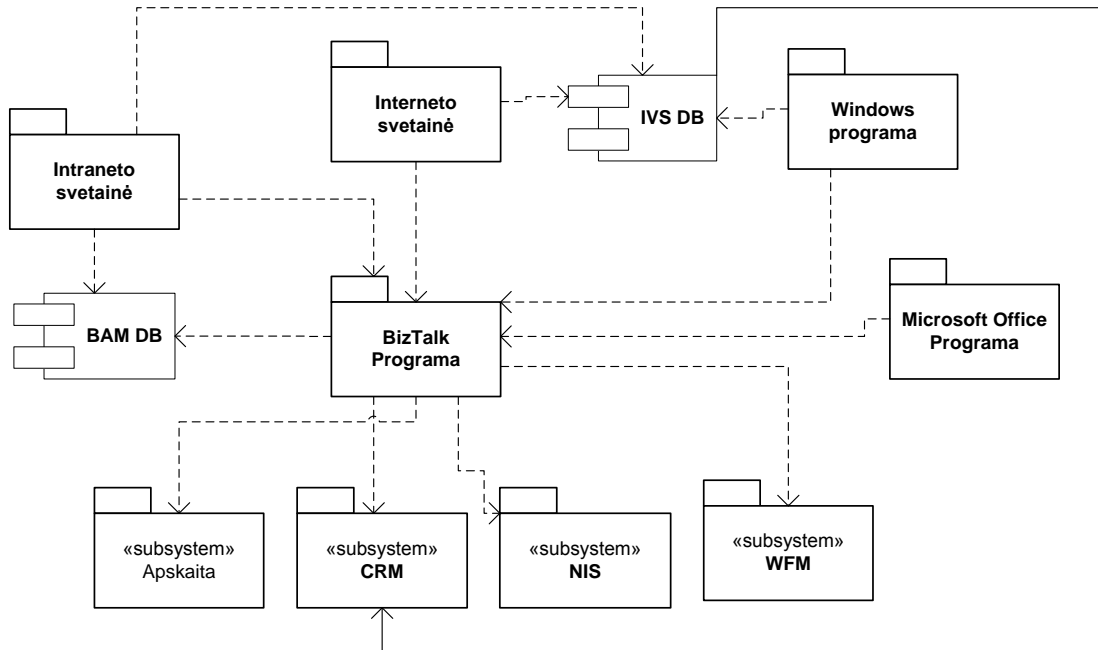 Interneto
svetainė
IVS DB
Windows
programa
Intraneto
svetainė
BAM DB
BizTalk
Programa
Microsoft Office
Programa
«subsystem»
Apskaita
«subsystem»
CRM
«subsystem»
NIS
«subsystem»
WFM